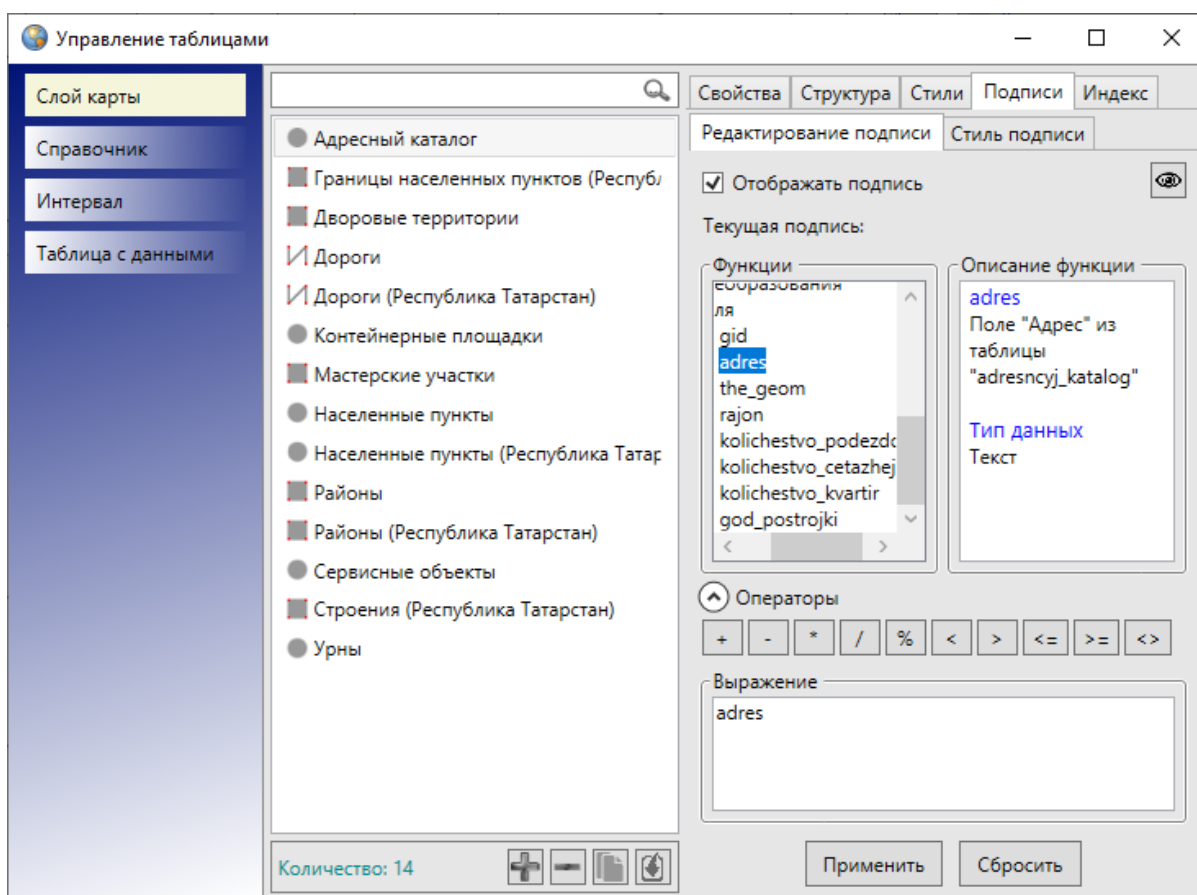 Управление таблицами
Слой карты
Справочник
Интервал
Таблица с данными
Адресный каталог
Границы населенных пунктов (Республ
Дворовые территории
Дороги
Дороги (Республика Татарстан)
Контейнерные площадки
Мастерские участки
Населенные пункты
Населенные пункты (Республика Татар
Районы
Районы (Республика Татарстан)
Сервисные объекты
Строения (Республика Татарстан)
Урны
Количество: 14
Свойства Структура Стили Подписи Индекс
Редактирование подписи Стиль подписи
Отображать подпись
Текущая подпись:
Функции
еобразования
ля
gid
adres
the_geom
rajon
kolichestvo_podezdo
kolichestvo_cetazhej
kolichestvo_kvartir
god_postrojki
Описание функции
adres
Поле "Адрес" из
таблицы
"adresncyj_katalog"
Тип данных
Текст
Операторы
+ - * / % < > <= >= <>
Выражение
adres
Применить Сбросить